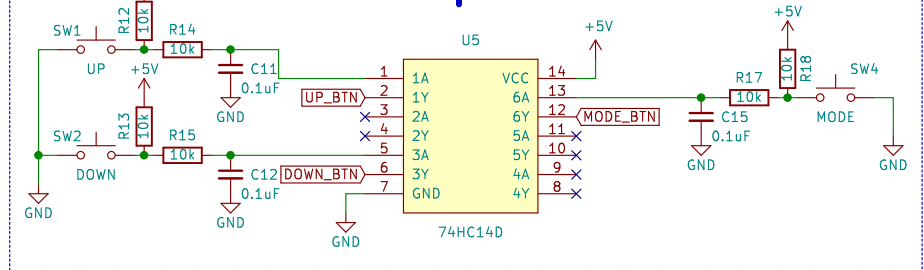 R12
10k
SW1
UP
R14
10k
C11
0.1uF
GND
+5V
R13
10k
SW2
DOWN
R15
10k
C12
0.1uF
GND
GND
UP_BTN
DOWN_BTN
GND
U5
1 1A
2 1Y
3 2A
4 2Y
5 3A
6 3Y
7 GND
VCC 14
6A 13
6Y 12
5A 11
5Y 10
4A 9
4Y 8
74HC14D
+5V
MODE_BTN
C15
0.1uF
GND
R17
10k
+5V
R18
10k
SW4
MODE
GND